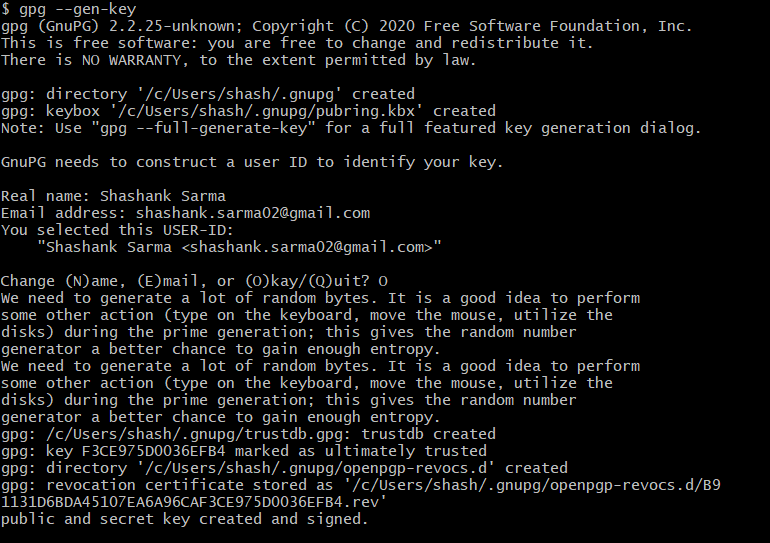 $ gpg --gen-key
gpg (GnuPG) 2.2.25-unknown; Copyright (C) 2020 Free Software Foundation, Inc.
This is free software: you are free to change and redistribute it.
There is NO WARRANTY, to the extent permitted by law.
gpg: directory '/c/Users/shash/.gnupg' created
gpg: keybox '/c/Users/shash/.gnupg/pubring.kbx' created
Note: Use "gpg --full-generate-key" for a full featured key generation dialog.
GnuPG needs to construct a user ID to identify your key.
Real name: Shashank Sarma
Email address: shashank.sarma02@gmail.com
You selected this USER-ID:
    "Shashank Sarma <shashank.sarma02@gmail.com>"
Change (N)ame, (E)mail, or (O)kay/(Q)uit? O
We need to generate a lot of random bytes. It is a good idea to perform
some other action (type on the keyboard, move the mouse, utilize the
disks) during the prime generation; this gives the random number
generator a better chance to gain enough entropy.
We need to generate a lot of random bytes. It is a good idea to perform
some other action (type on the keyboard, move the mouse, utilize the
disks) during the prime generation; this gives the random number
generator a better chance to gain enough entropy.
gpg: /c/Users/shash/.gnupg/trustdb.gpg: trustdb created
gpg: key F3CE975D0036EFB4 marked as ultimately trusted
gpg: directory '/c/Users/shash/.gnupg/openpgp-revocs.d' created
gpg: revocation certificate stored as '/c/Users/shash/.gnupg/openpgp-revocs.d/B9
1131D6BDA45107EA6A96CAF3CE975D0036EFB4.rev'
public and secret key created and signed.